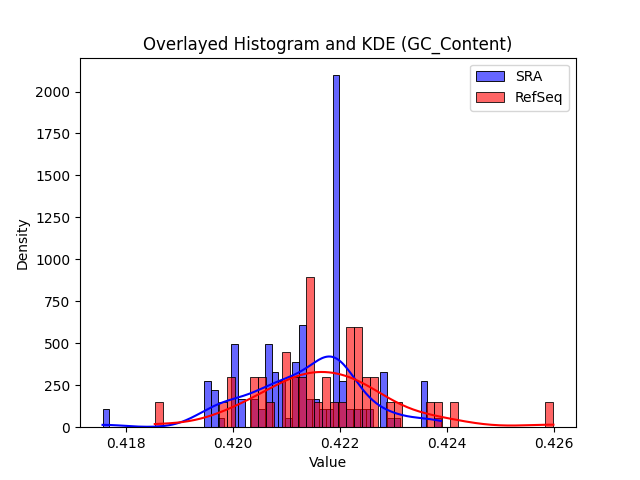 Overlayed Histogram and KDE (GC_Content)
SRA
RefSeq
2000
1750
1500
1250
1000
750
500
250
0
Density
0.418 0.420 0.422 0.424 0.426
Value